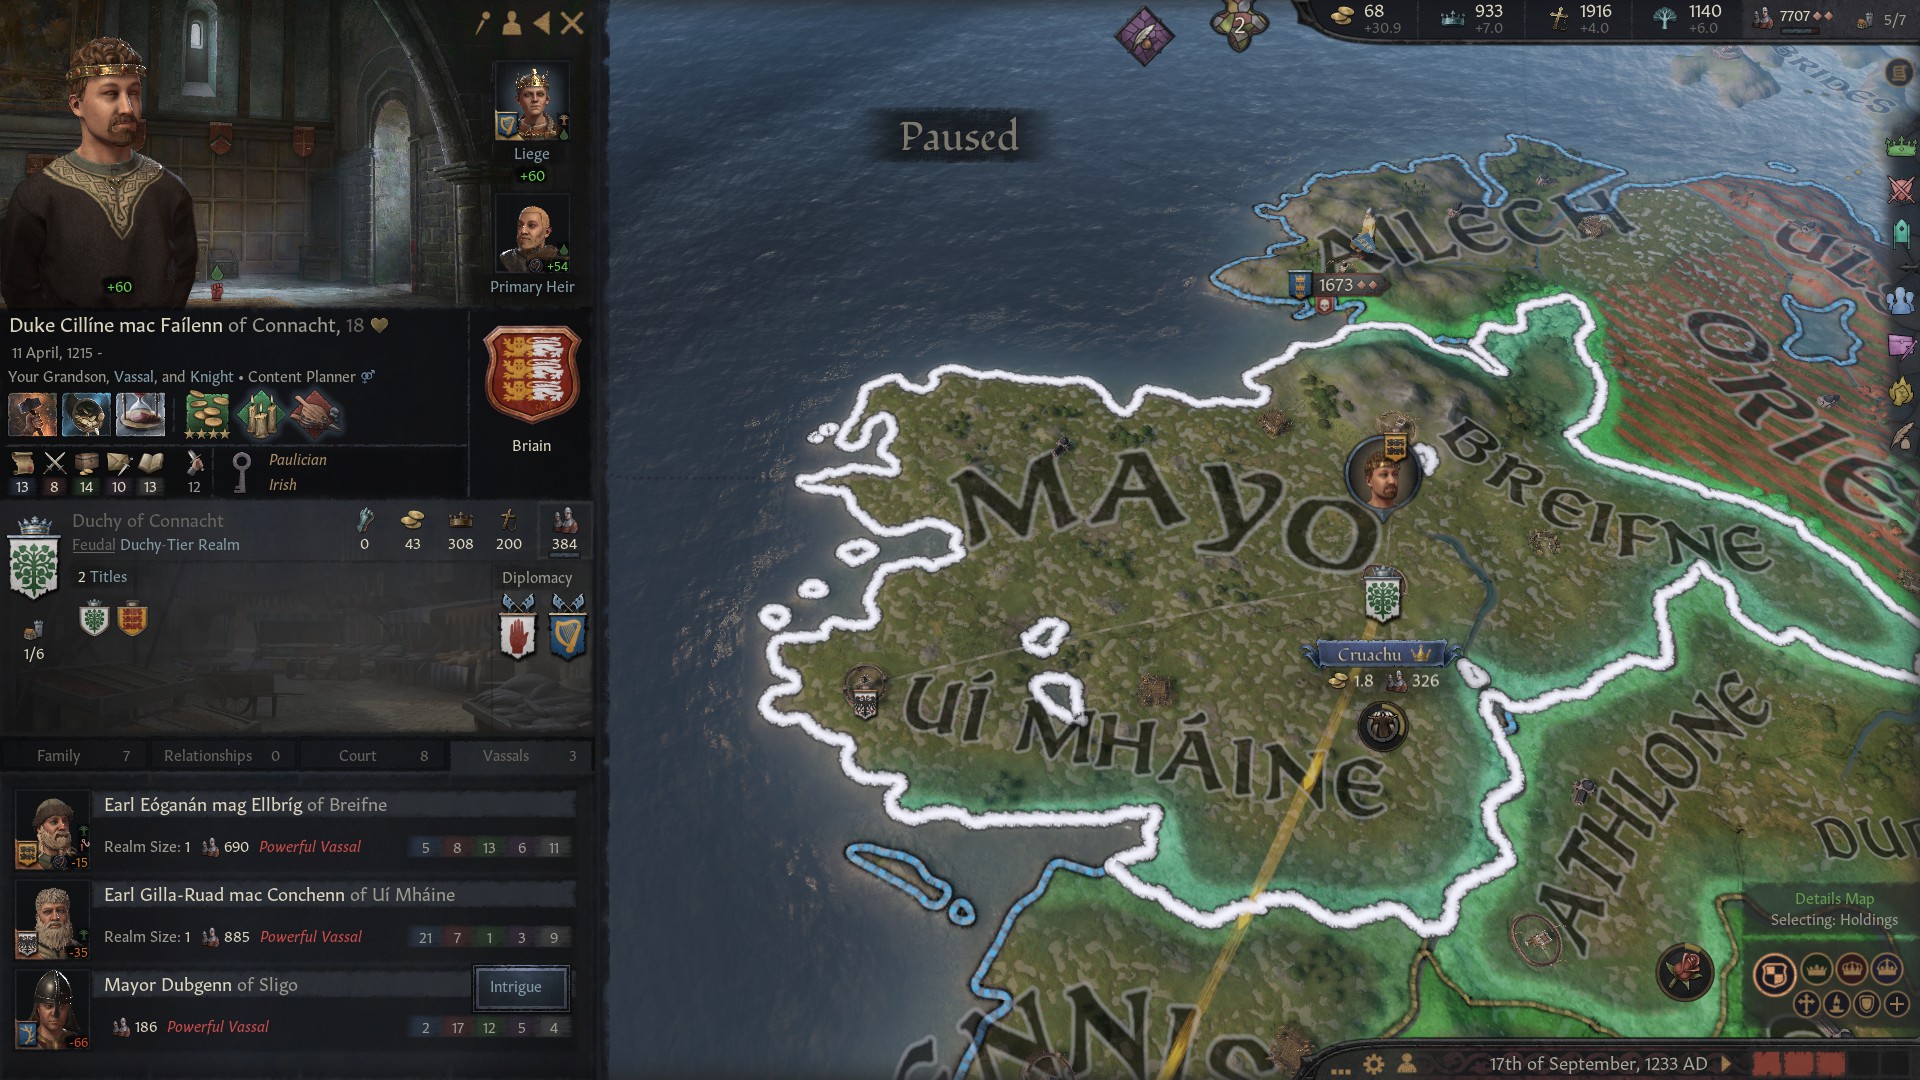 2
68
+30.9
933
+7.0
1916
+4.0
1140
+6.0
7707
5/7
Paused
Liege
+60
+54
Primary Heir
+60
Duke Cillíne mac Faílenn of Connacht, 18
11 April, 1215 -
Your Grandson, Vassal, and Knight • Content Planner
Briain
13
8
14
10
13
12
Paulician
Irish
Duchy of Connacht
Feudal Duchy-Tier Realm
0
43
308
200
384
2 Titles
Diplomacy
1/6
Family 7
Relationships 0
Court 8
Vassals 3
Earl Eóganán mag Ellbríg of Breifne
Realm Size: 1 690 Powerful Vassal
5 8 13 6 11
-15
Earl Gilla-Ruad mac Conchenn of Uí Mháine
Realm Size: 1 885 Powerful Vassal
21 7 1 3 9
-35
Mayor Dubgenn of Sligo
Intrigue
186 Powerful Vassal
2 17 12 5 4
-66
BRIDES
AILECH
1673
UL
ORIE
MAYO
BREIFNE
Cruachu
1.8 326
UÍ MHÁINE
ATHLONE
DU
ENNIS
Details Map
Selecting: Holdings
17th of September, 1233 AD